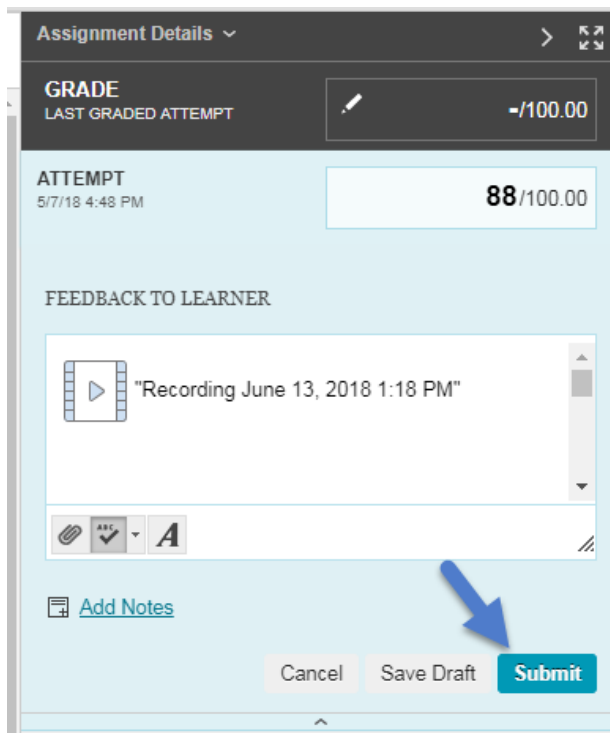 Assignment Details
GRADE
LAST GRADED ATTEMPT
-/100.00
ATTEMPT
5/7/18 4:48 PM
88/100.00
FEEDBACK TO LEARNER
"Recording June 13, 2018 1:18 PM"
ABC
A
Add Notes
Cancel Save Draft Submit